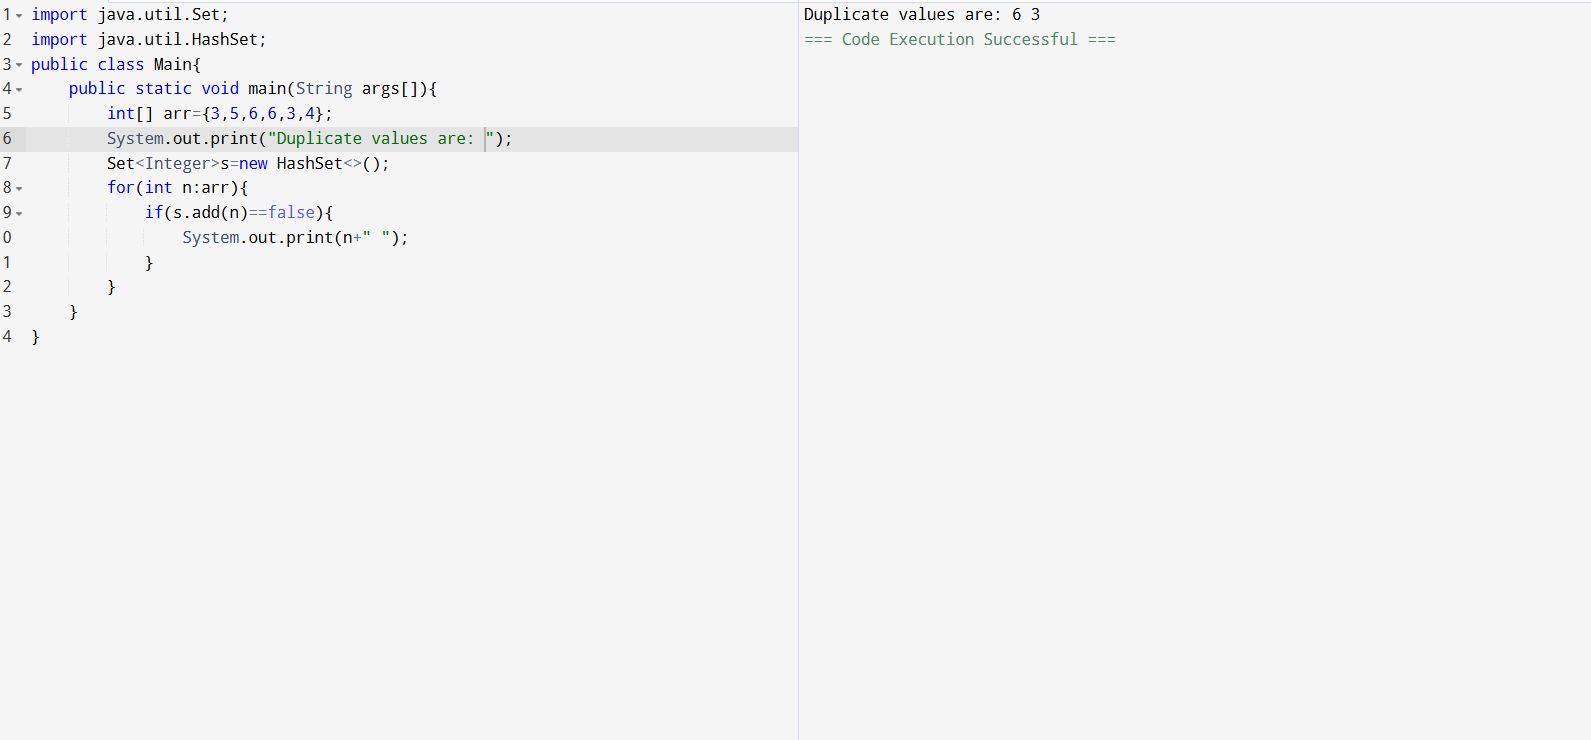 1 import java.util.Set;
2 import java.util.HashSet;
3 public class Main{
4     public static void main(String args[]){
5         int[] arr={3,5,6,6,3,4};
6         System.out.print("Duplicate values are: ");
7         Set<Integer>s=new HashSet<>();
8         for(int n:arr){
9             if(s.add(n)==false){
0                 System.out.print(n+" ");
1             }
2         }
3     }
4 }
Duplicate values are: 6 3
=== Code Execution Successful ===